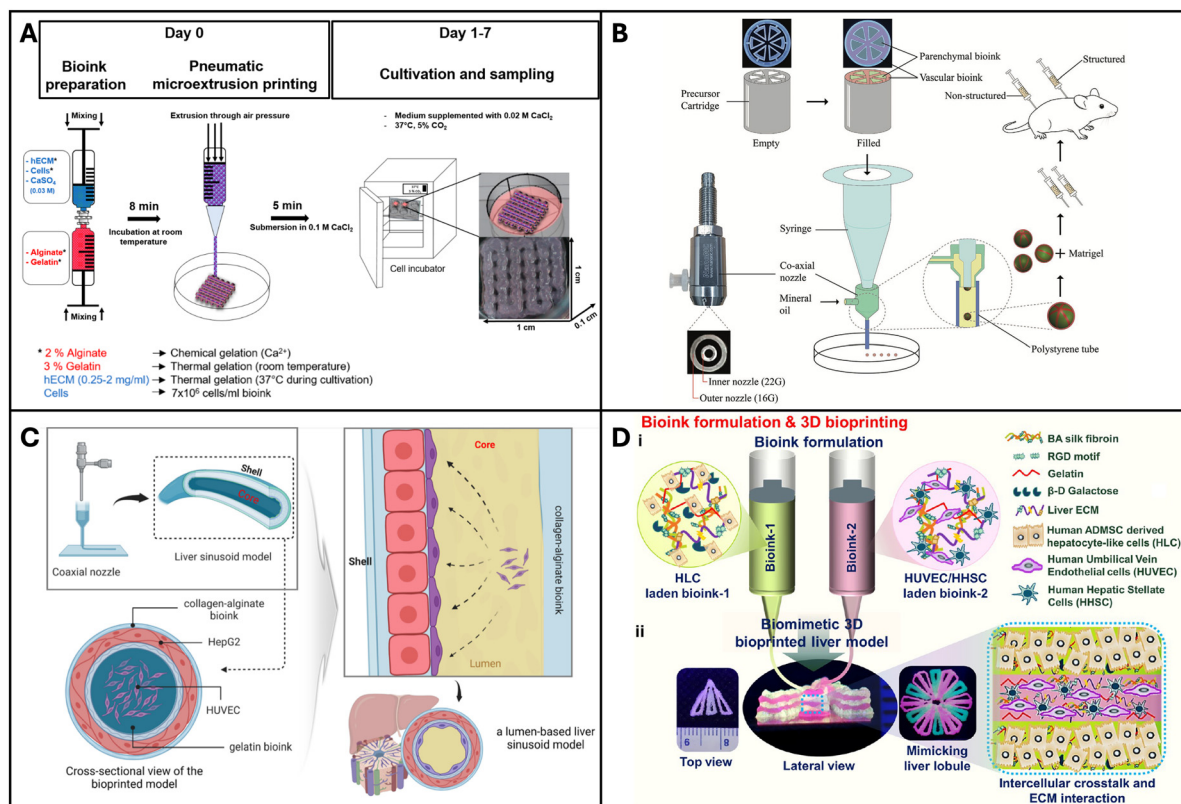 A
Day 0
Day 1-7
Bioink
preparation
Pneumatic
microextrusion printing
Cultivation and sampling
Mixing
- hECM*
- Cells*
- CaSO₄
(0.03 M)
- Alginate*
- Gelatin*
Mixing
8 min
Incubation at room
temperature
Extrusion through air pressure
5 min
Submersion in 0.1 M CaCl₂
- Medium supplemented with 0.02 M CaCl₂
- 37°C, 5% CO₂
Cell incubator
1 cm
1 cm
0.1 cm
* 2 % Alginate → Chemical gelation (Ca²⁺)
3 % Gelatin → Thermal gelation (room temperature)
hECM (0.25-2 mg/ml) → Thermal gelation (37°C during cultivation)
Cells → 7x10⁶ cells/ml bioink
B
Parenchymal bioink
Vascular bioink
Precursor
Cartridge
Empty
Filled
Structured
Non-structured
Syringe
Co-axial
nozzle
Mineral
oil
+ Matrigel
Polystyrene tube
Inner nozzle (22G)
Outer nozzle (16G)
C
Coaxial nozzle
Shell
Core
Liver sinusoid model
collagen-alginate
bioink
HepG2
HUVEC
gelatin bioink
Cross-sectional view of the
bioprinted model
Core
Shell
collagen-alginate bioink
Lumen
a lumen-based liver
sinusoid model
D
Bioink formulation & 3D bioprinting
i
Bioink formulation
Bioink-1
Bioink-2
HLC
laden bioink-1
HUVEC/HHSC
laden bioink-2
BA silk fibroin
RGD motif
Gelatin
β-D Galactose
Liver ECM
Human ADMSC derived
hepatocyte-like cells (HLC)
Human Umbilical Vein
Endothelial cells (HUVEC)
Human Hepatic Stellate
Cells (HHSC)
ii
Biomimetic 3D
bioprinted liver model
9
8
Top view
Lateral view
Mimicking
liver lobule
Intercellular crosstalk and
ECM interaction